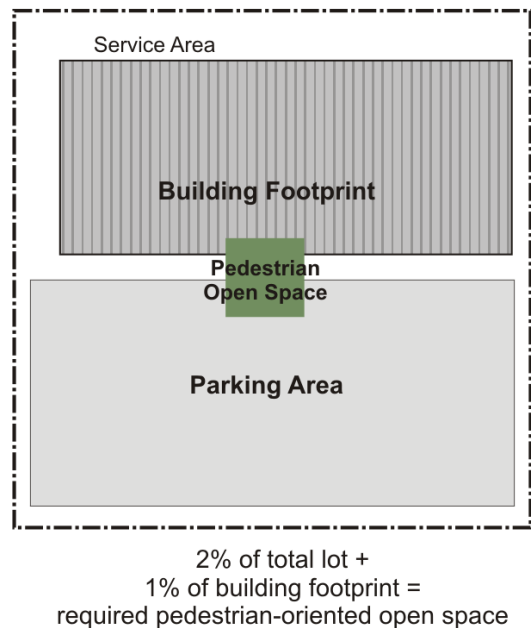 Service Area
Building Footprint
Pedestrian
Open Space
Parking Area
2% of total lot +
1% of building footprint =
required pedestrian-oriented open space